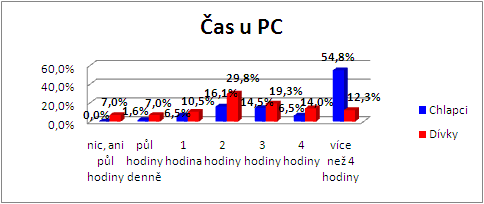 Čas u PC
54,8%
60,0%
40,0%
20,0%
0,0%
0,0%
7,0%
1,6%
7,0%
6,5%
10,5%
16,1%
29,8%
14,5%
19,3%
6,5%
14,0%
12,3%
Chlapci
Dívky
nic, ani půl hodiny
půl hodiny denně
1 hodina
2 hodiny
3 hodiny
4 hodiny
více než 4 hodiny